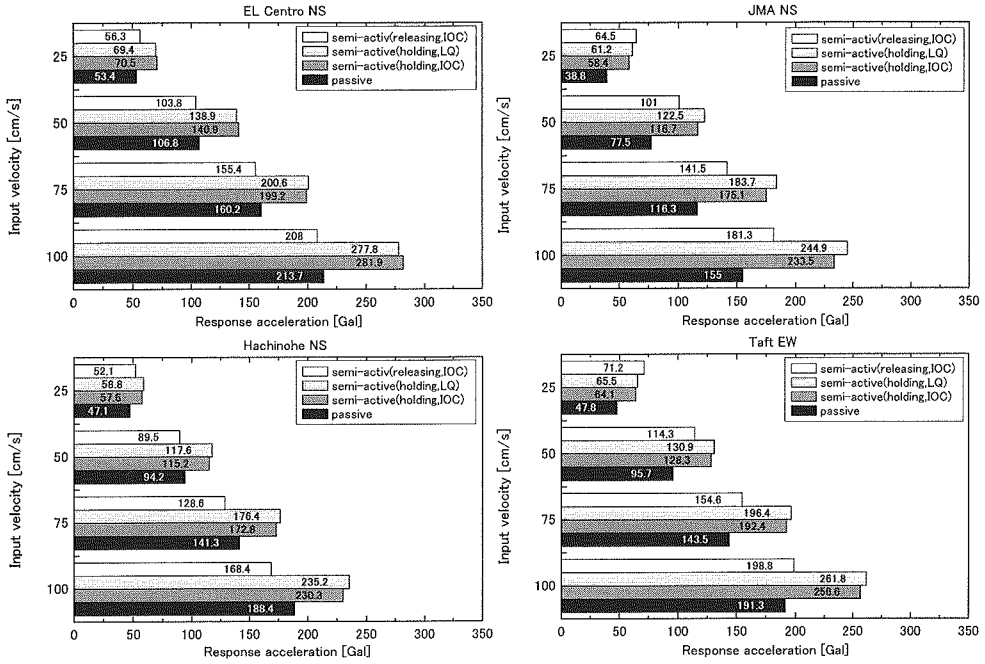 EL Centro NS
semi-activ(releasing,IOC)
semi-active(holding,LQ)
semi-active(holding,IOC)
passive
Input velocity [cm/s]
25
56.3
69.4
70.5
53.4
50
103.8
138.9
140.9
106.8
75
155.4
200.6
199.2
160.2
100
208
277.8
281.9
213.7
0 50 100 150 200 250 300 350
Response acceleration [Gal]
JMA NS
semi-activ(releasing,IOC)
semi-active(holding,LQ)
semi-active(holding,IOC)
passive
Input velocity [cm/s]
25
64.5
61.2
58.4
38.8
50
101
122.5
116.7
77.5
75
141.5
183.7
175.1
116.3
100
181.3
244.9
233.5
155
0 50 100 150 200 250 300 350
Response acceleration [Gal]
Hachinohe NS
semi-activ(releasing,IOC)
semi-active(holding,LQ)
semi-active(holding,IOC)
passive
Input velocity [cm/s]
25
52.1
58.8
57.6
47.1
50
89.5
117.6
115.2
94.2
75
128.6
176.4
172.8
141.3
100
168.4
235.2
230.3
188.4
0 50 100 150 200 250 300 350
Response acceleration [Gal]
Taft EW
semi-activ(releasing,IOC)
semi-active(holding,LQ)
semi-active(holding,IOC)
passive
Input velocity [cm/s]
25
71.2
65.5
64.1
47.8
50
114.3
130.9
128.3
95.7
75
154.6
196.4
192.4
143.5
100
198.8
261.8
191.3
0 50 100 150 200 250 300 350
Response acceleration [Gal]